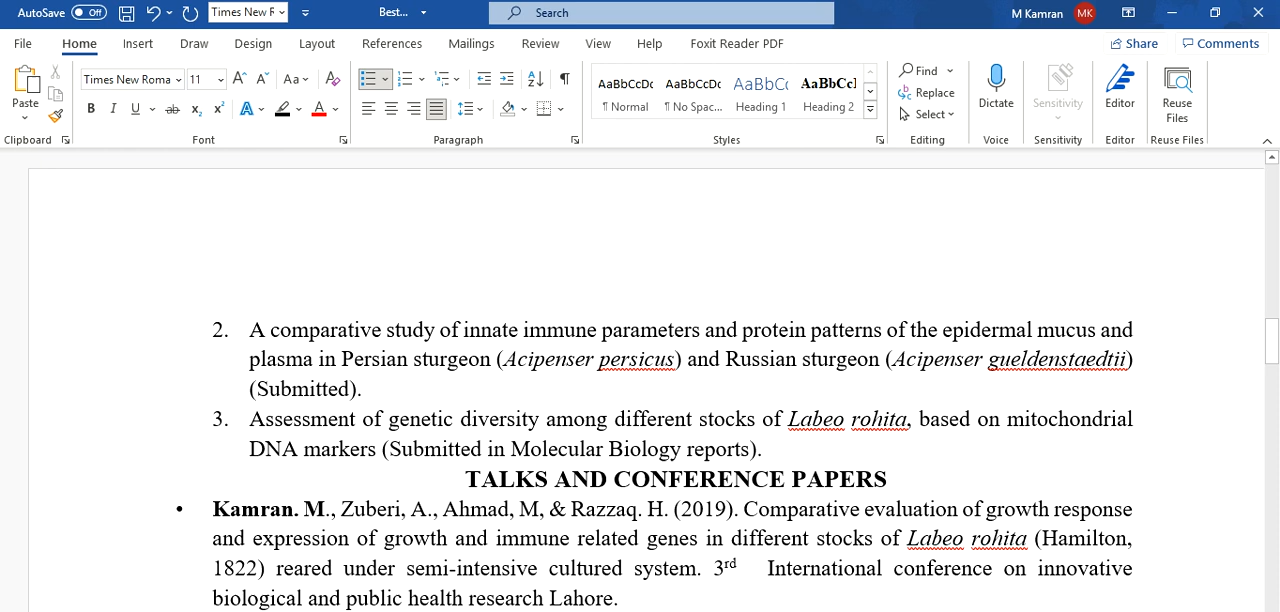 AutoSave Off Times New F Best... Search M Kamran MK
File Home Insert Draw Design Layout References Mailings Review View Help Foxit Reader PDF Share Comments
Paste Times New Roma 11 A A Aa A AaBbCcDc AaBbCcDc AaBbCc AaBbCcI Find Replace Select Dictate Sensitivity Editor Reuse Files
B I U ab x₂ x² A A ¶ Normal ¶ No Spac... Heading 1 Heading 2
Clipboard Font Paragraph Styles Editing Voice Sensitivity Editor Reuse Files
2. A comparative study of innate immune parameters and protein patterns of the epidermal mucus and
plasma in Persian sturgeon (Acipenser persicus) and Russian sturgeon (Acipenser gueldenstaedtii)
(Submitted).
3. Assessment of genetic diversity among different stocks of Labeo rohita, based on mitochondrial
DNA markers (Submitted in Molecular Biology reports).
TALKS AND CONFERENCE PAPERS
• Kamran. M., Zuberi, A., Ahmad, M, & Razzaq. H. (2019). Comparative evaluation of growth response
and expression of growth and immune related genes in different stocks of Labeo rohita (Hamilton,
1822) reared under semi-intensive cultured system. 3rd International conference on innovative
biological and public health research Lahore.